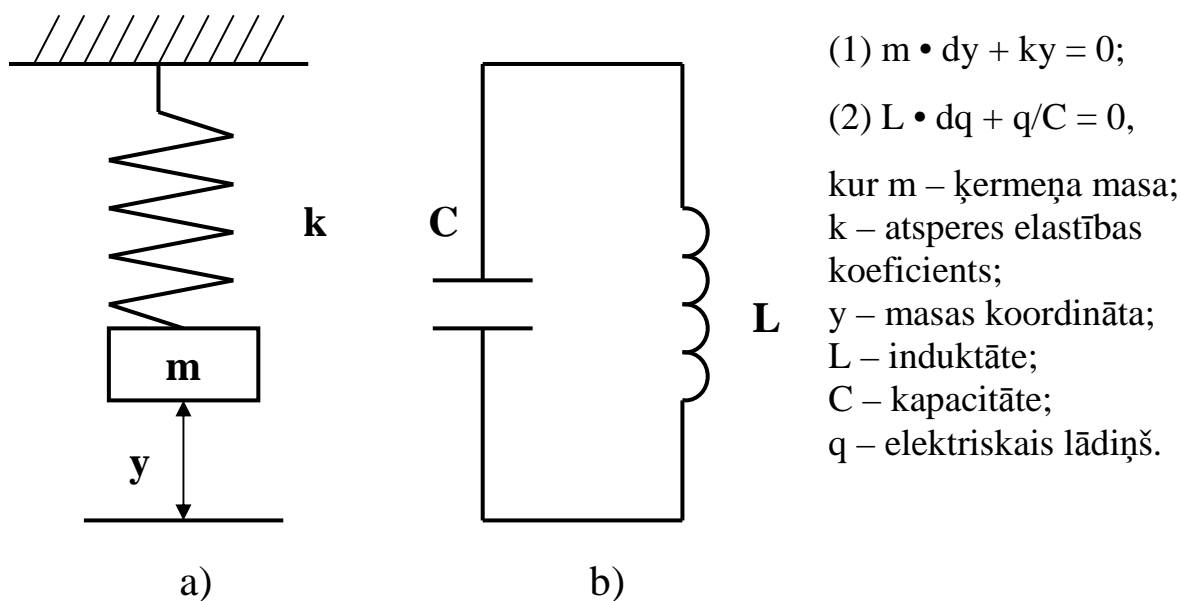 k
m
y
a)
C
L
b)
(1) m • dy + ky = 0;
(2) L • dq + q/C = 0,
kur m – ķermeņa masa;
k – atsperes elastības
koeficients;
y – masas koordināta;
L – induktāte;
C – kapacitāte;
q – elektriskais lādiņš.